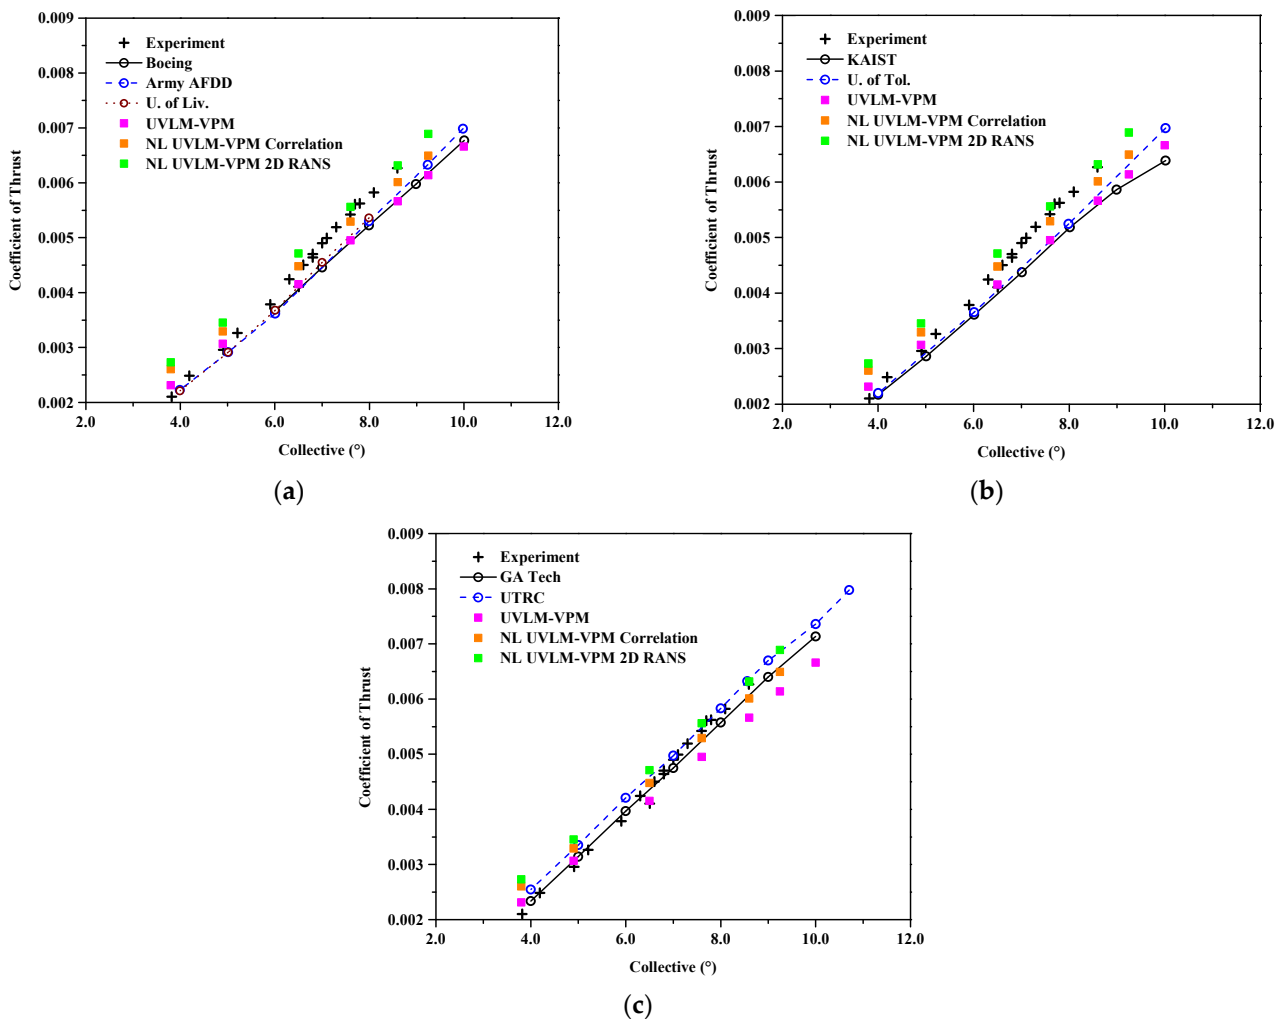 0.009
0.008
0.007
0.006
0.005
0.004
0.003
0.002
Coefficient of Thrust
Experiment
Boeing
Army AFDD
U. of Liv.
UVLM-VPM
NL UVLM-VPM Correlation
NL UVLM-VPM 2D RANS
2.0 4.0 6.0 8.0 10.0 12.0
Collective (°)
(a)
0.009
0.008
0.007
0.006
0.005
0.004
0.003
0.002
Coefficient of Thrust
Experiment
KAIST
U. of Tol.
UVLM-VPM
NL UVLM-VPM Correlation
NL UVLM-VPM 2D RANS
2.0 4.0 6.0 8.0 10.0 12.0
Collective (°)
(b)
0.009
0.008
0.007
0.006
0.005
0.004
0.003
0.002
Coefficient of Thrust
Experiment
GA Tech
UTRC
UVLM-VPM
NL UVLM-VPM Correlation
NL UVLM-VPM 2D RANS
2.0 4.0 6.0 8.0 10.0 12.0
Collective (°)
(c)